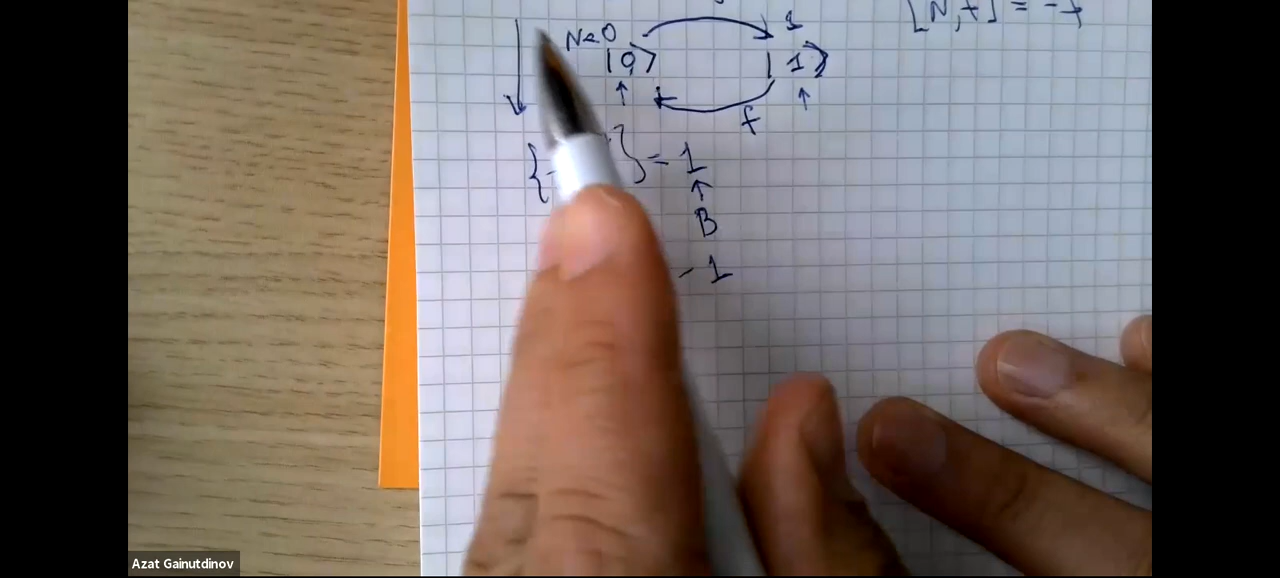 [N, f] = -f
N=0 1
|0⟩ |1⟩
f
{ } = 1
B
-1
Azat Gainutdinov